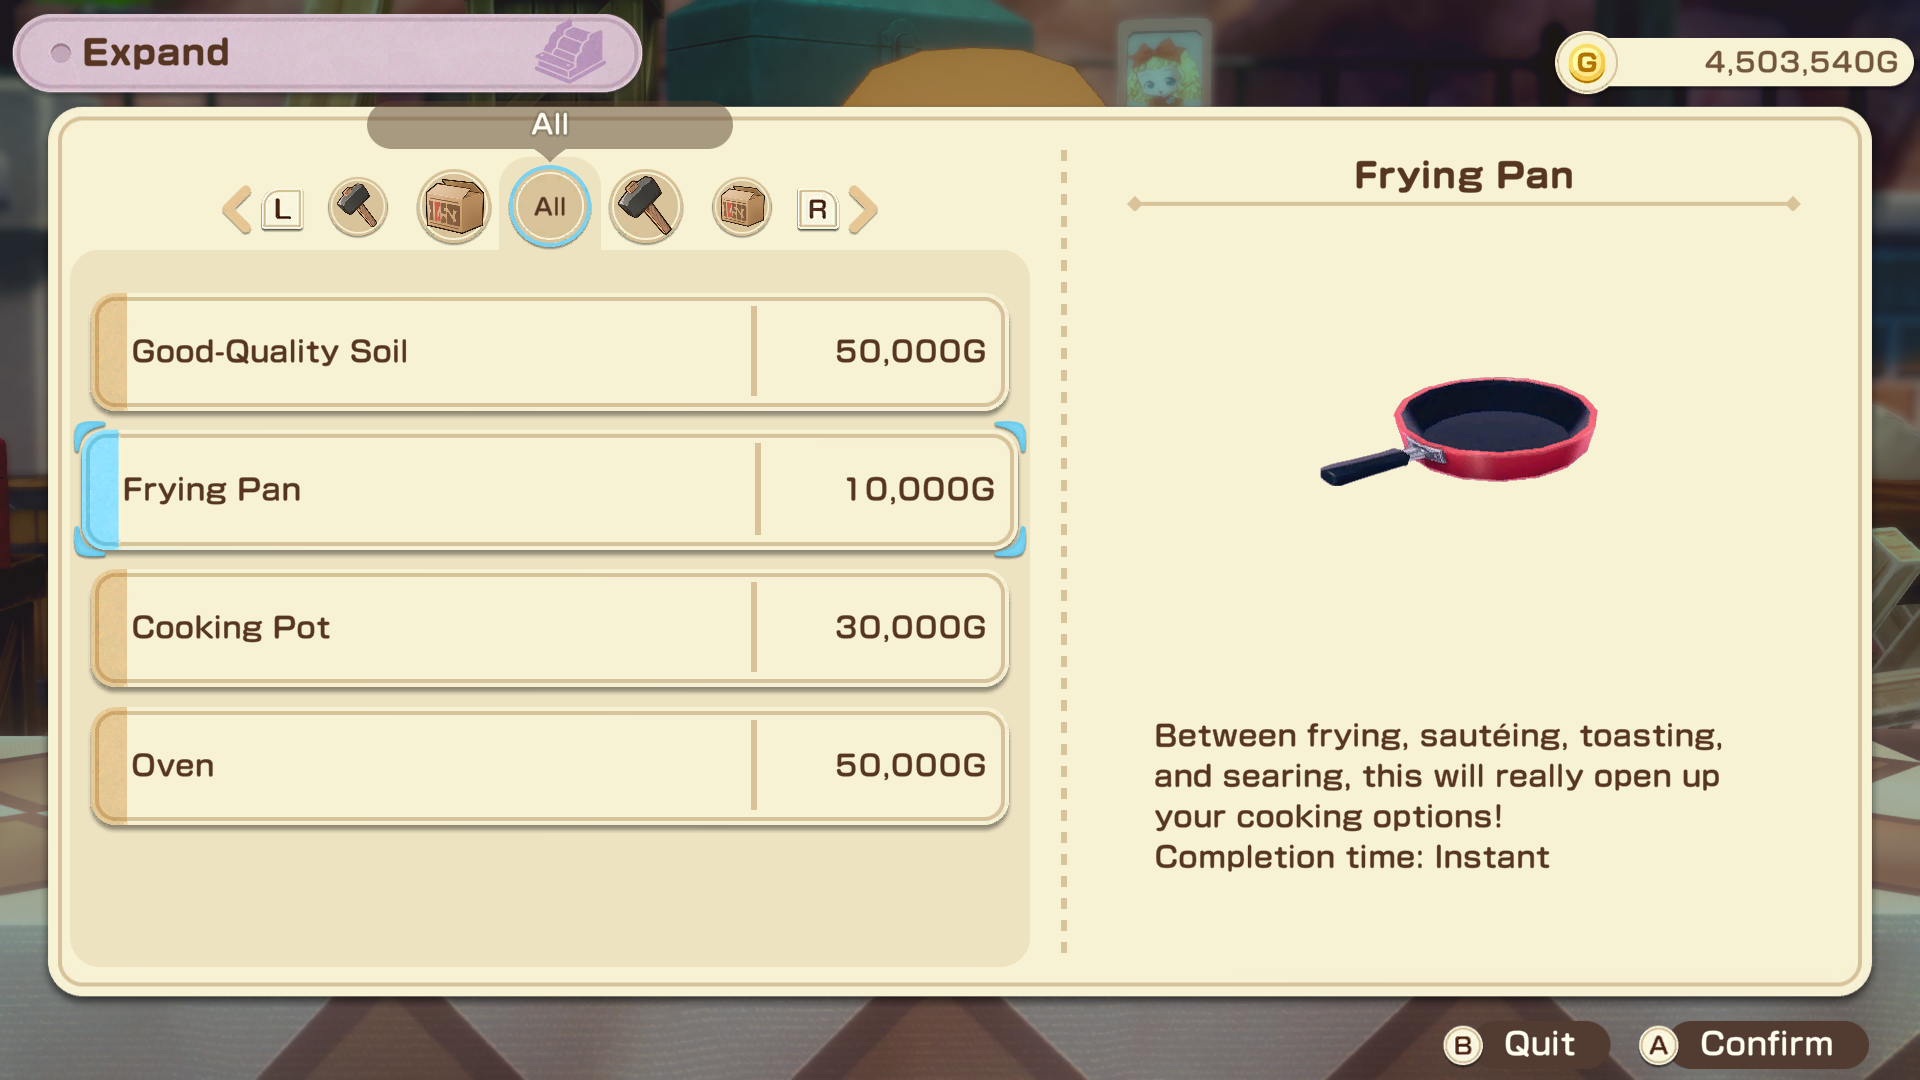 Expand
G 4,503,540G
All
L All R
Good-Quality Soil 50,000G
Frying Pan 10,000G
Cooking Pot 30,000G
Oven 50,000G
Frying Pan
Between frying, sautéing, toasting,
and searing, this will really open up
your cooking options!
Completion time: Instant
B Quit A Confirm